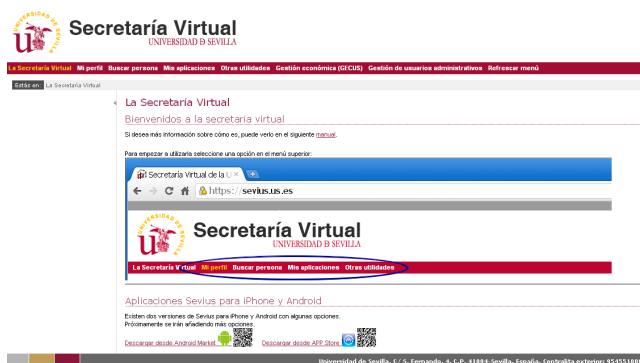 Secretaría Virtual
UNIVERSIDAD D SEVILLA
La Secretaría Virtual Mi perfil Buscar persona Mis aplicaciones Otras utilidades Gestión económica (GECUS) Gestión de usuarios administrativos Refrescar menú
Estás en: La Secretaría Virtual
La Secretaría Virtual
Bienvenidos a la secretaría virtual
Si desea más información sobre cómo es, puede verlo en el siguiente manual.
Para empezar a utilizarla seleccione una opción en el menú superior:
Secretaría Virtual de la U
https://sevius.us.es
Secretaría Virtual
UNIVERSIDAD D SEVILLA
La Secretaría Virtual Mi perfil Buscar persona Mis aplicaciones Otras utilidades
Aplicaciones Sevius para iPhone y Android
Existen dos versiones de Sevius para iPhone y Android con algunas opciones.
Próximamente se irán añadiendo más opciones.
Descargar desde Android Market Descargar desde APP Store
Universidad de Sevilla. C/ S. Fernando, 4, C.P. 41004-Sevilla, España. Centralita exterior: 95455100